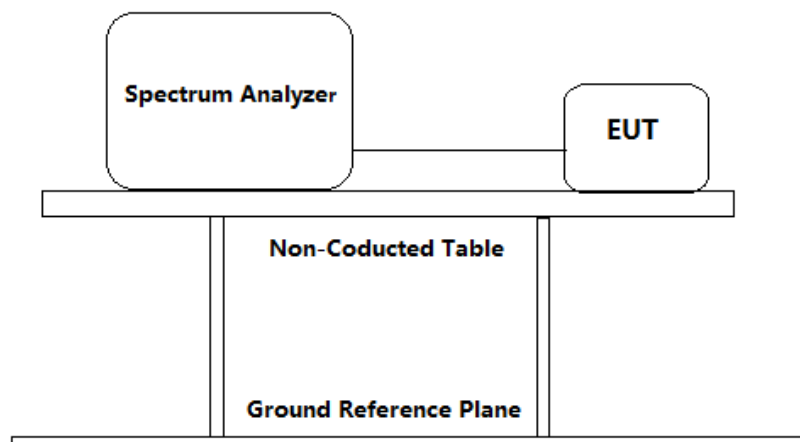 Spectrum Analyzer
EUT
Non-Coducted Table
Ground Reference Plane